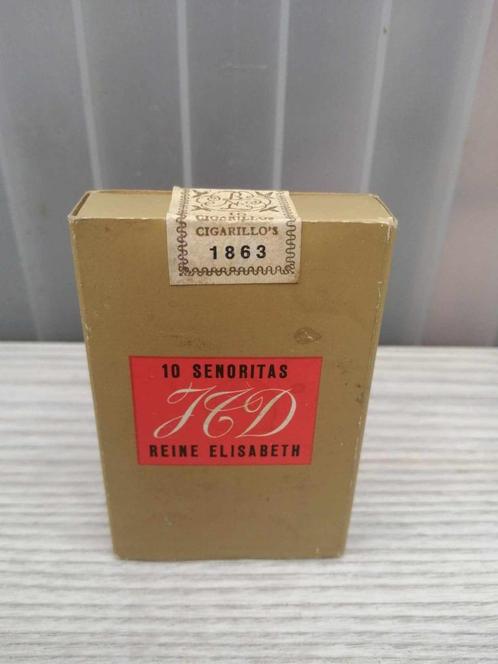 CIGARILLO'S
1863
10 SENORITAS
JCD
REINE ELISABETH